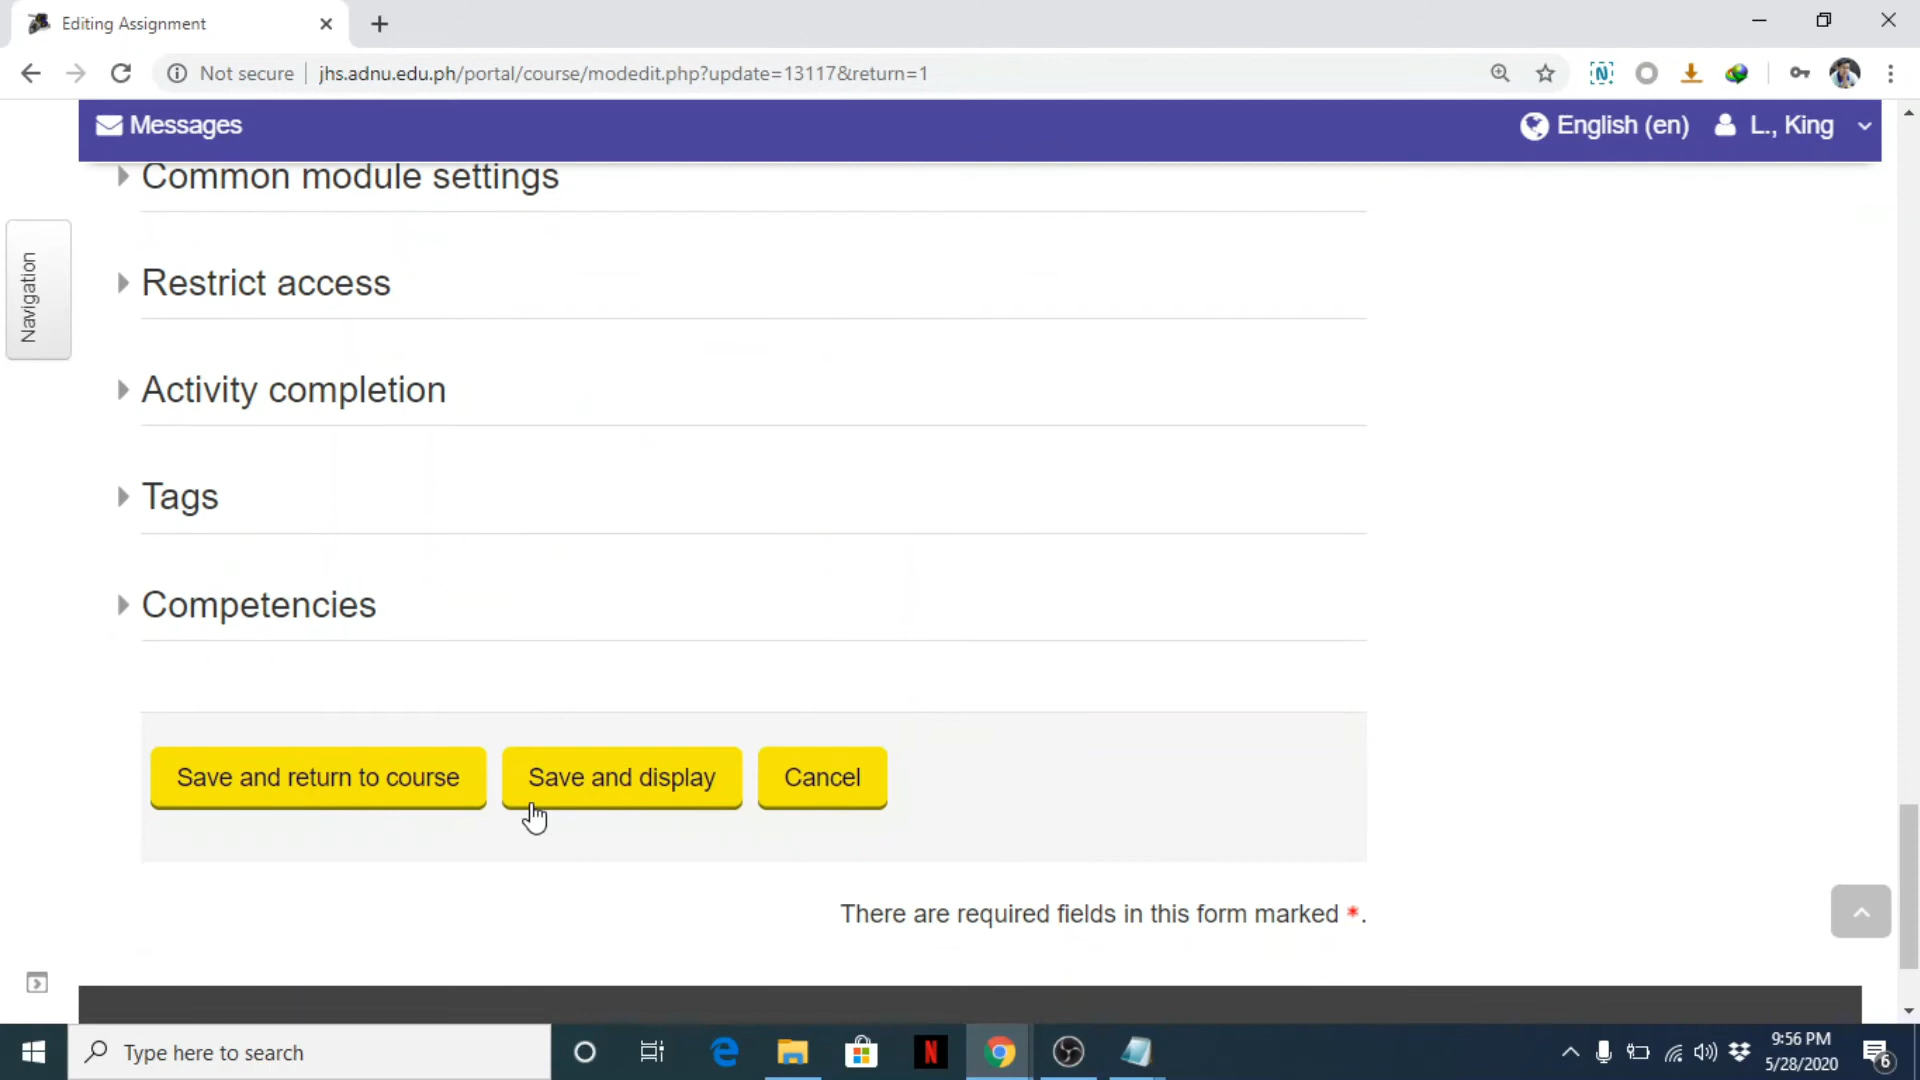 Editing Assignment
Not secure
jhs.adnu.edu.ph/portal/course/modedit.php?update=13117&return=1
Messages
English (en)
L., King
Navigation
Common module settings
Restrict access
Activity completion
Tags
Competencies
Save and return to course
Save and display
Cancel
There are required fields in this form marked *.
Type here to search
9:56 PM
5/28/2020
6